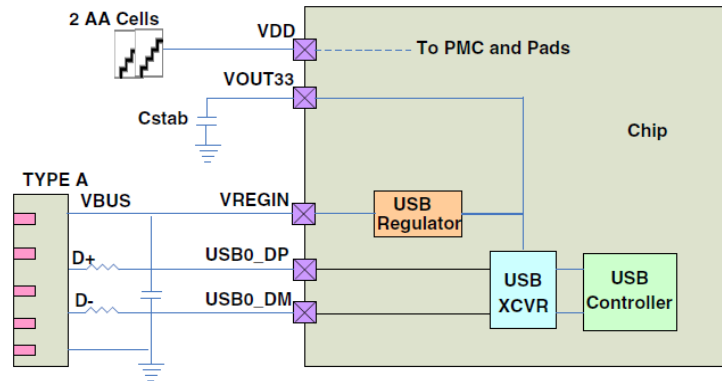 2 AA Cells
VDD
To PMC and Pads
VOUT33
Cstab
Chip
TYPE A
VBUS
VREGIN
USB
Regulator
D+
USB0_DP
D-
USB0_DM
USB
XCVR
USB
Controller